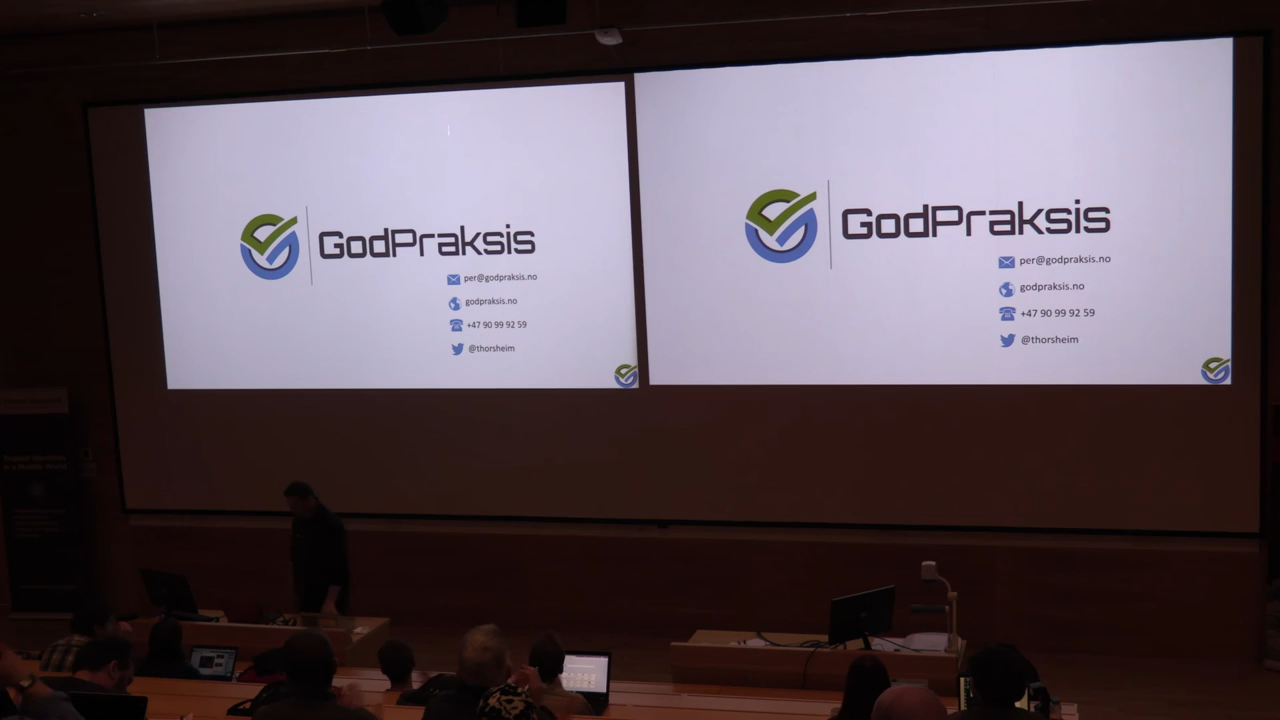 GodPraksis
per@godpraksis.no
godpraksis.no
+47 90 99 92 59
@thorsheim
GodPraksis
per@godpraksis.no
godpraksis.no
+47 90 99 92 59
@thorsheim